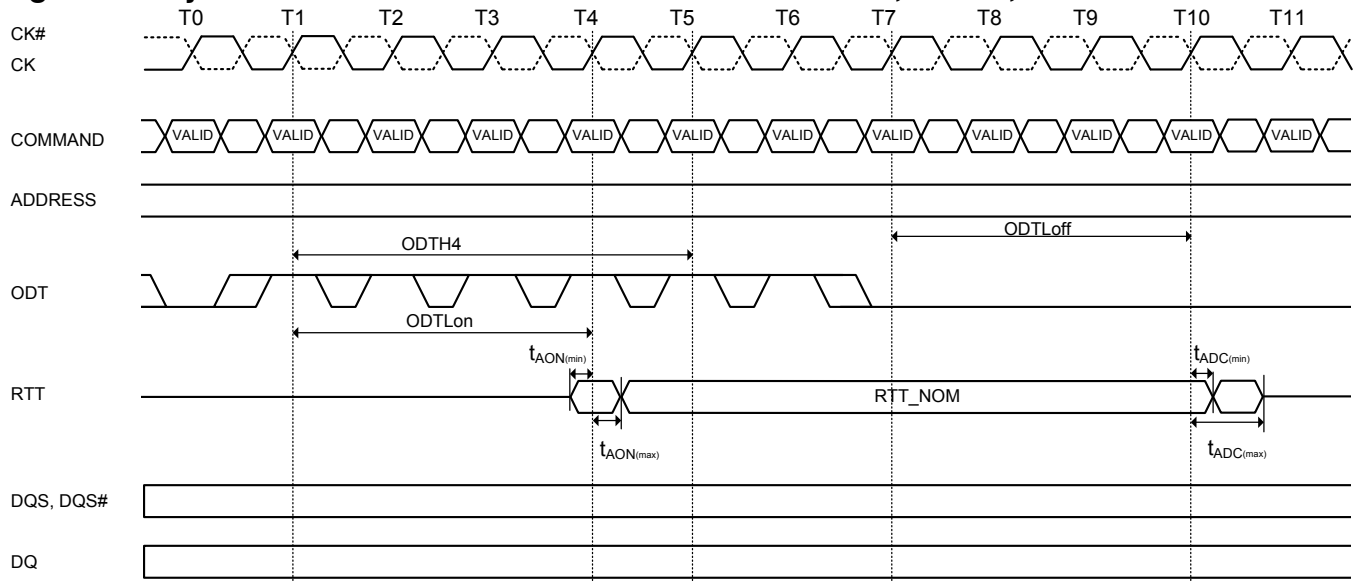 T0 T1 T2 T3 T4 T5 T6 T7 T8 T9 T10 T11
CK#
CK
COMMAND VALID VALID VALID VALID VALID VALID VALID VALID VALID VALID VALID VALID
ADDRESS
ODTLoff
ODTH4
ODT
ODTLon
tAON(min) tADC(min)
RTT RTT_NOM
tAON(max) tADC(max)
DQS, DQS#
DQ